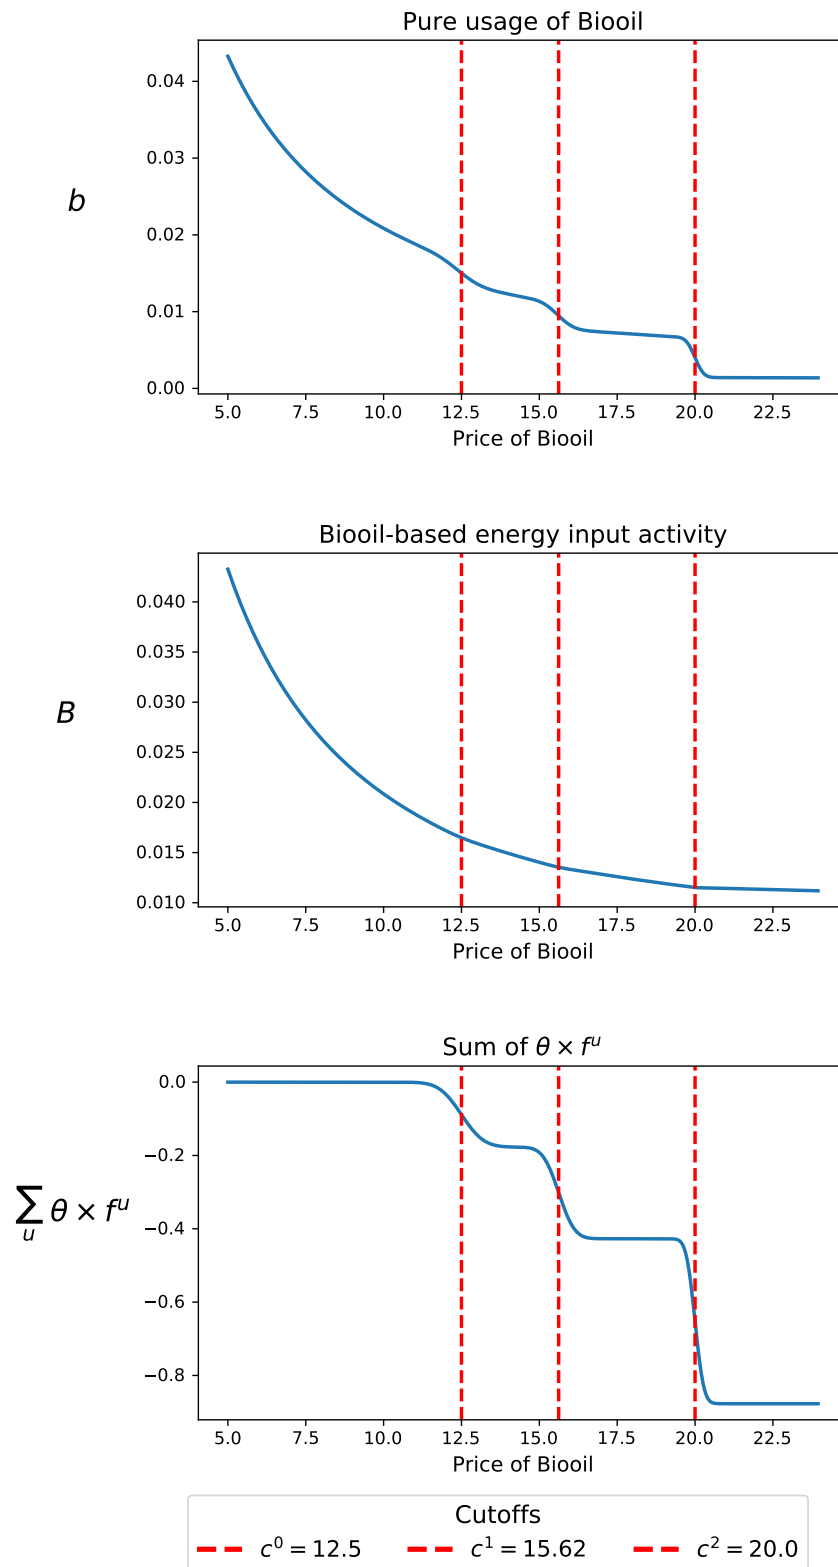 Pure usage of Biooil
0.04
0.03
b
0.02
0.01
0.00
5.0 7.5 10.0 12.5 15.0 17.5 20.0 22.5
Price of Biooil
Biooil-based energy input activity
0.040
0.035
0.030
B
0.025
0.020
0.015
0.010
5.0 7.5 10.0 12.5 15.0 17.5 20.0 22.5
Price of Biooil
Sum of θ × f^u
0.0
−0.2
∑_u θ × f^u
−0.4
−0.6
−0.8
5.0 7.5 10.0 12.5 15.0 17.5 20.0 22.5
Price of Biooil
Cutoffs
c^0 = 12.5 c^1 = 15.62 c^2 = 20.0